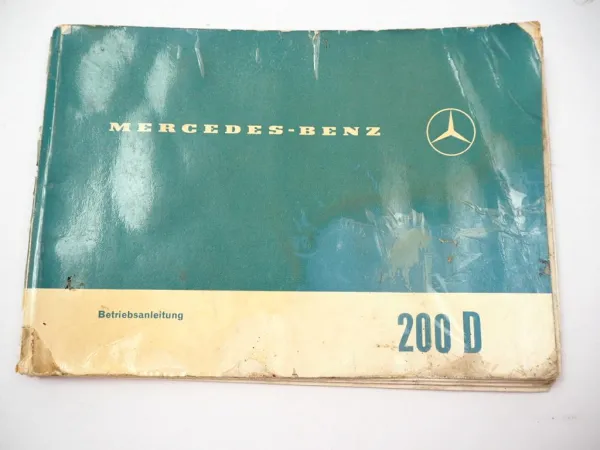 MERCEDES-BENZ
Betriebsanleitung
200 D